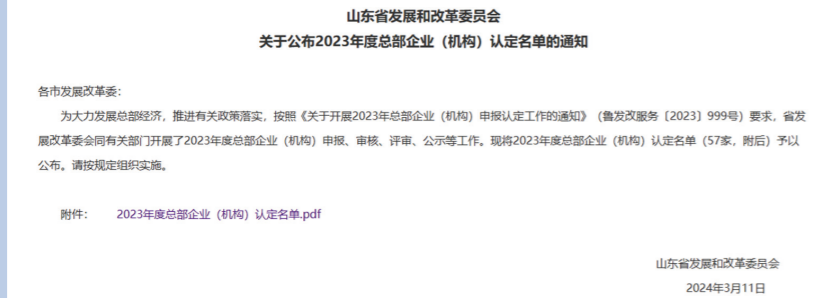 山东省发展和改革委员会
关于公布2023年度总部企业（机构）认定名单的通知
各市发展改革委：
为大力发展总部经济，推进有关政策落实，按照《关于开展2023年总部企业（机构）申报认定工作的通知》（鲁发改服务〔2023〕999号）要求，省发
展改革委会同有关部门开展了2023年度总部企业（机构）申报、审核、评审、公示等工作。现将2023年度总部企业（机构）认定名单（57家，附后）予以
公布。请按规定组织实施。
附件： 2023年度总部企业（机构）认定名单.pdf
山东省发展和改革委员会
2024年3月11日